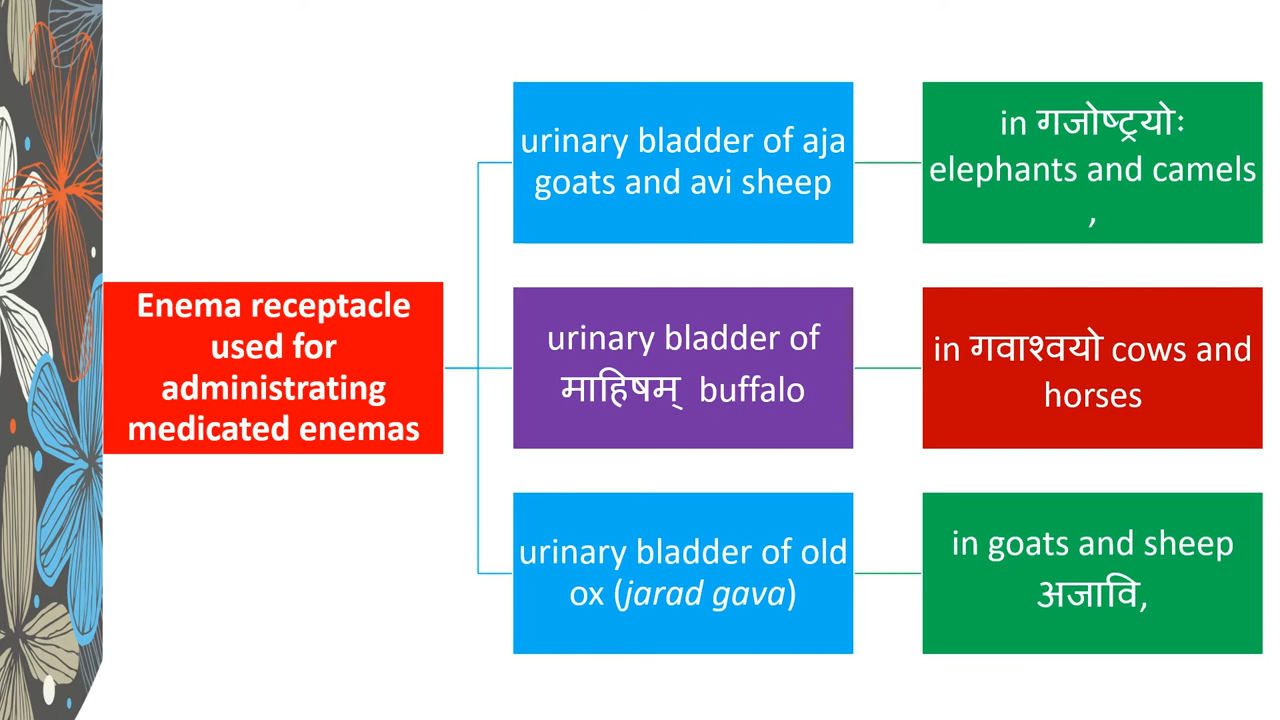 Enema receptacle
used for
administrating
medicated enemas
urinary bladder of aja
goats and avi sheep
in गजोष्ट्रयोः
elephants and camels
,
urinary bladder of
माहिषम् buffalo
in गवाश्वयो cows and
horses
urinary bladder of old
ox (jarad gava)
in goats and sheep
अजावि,